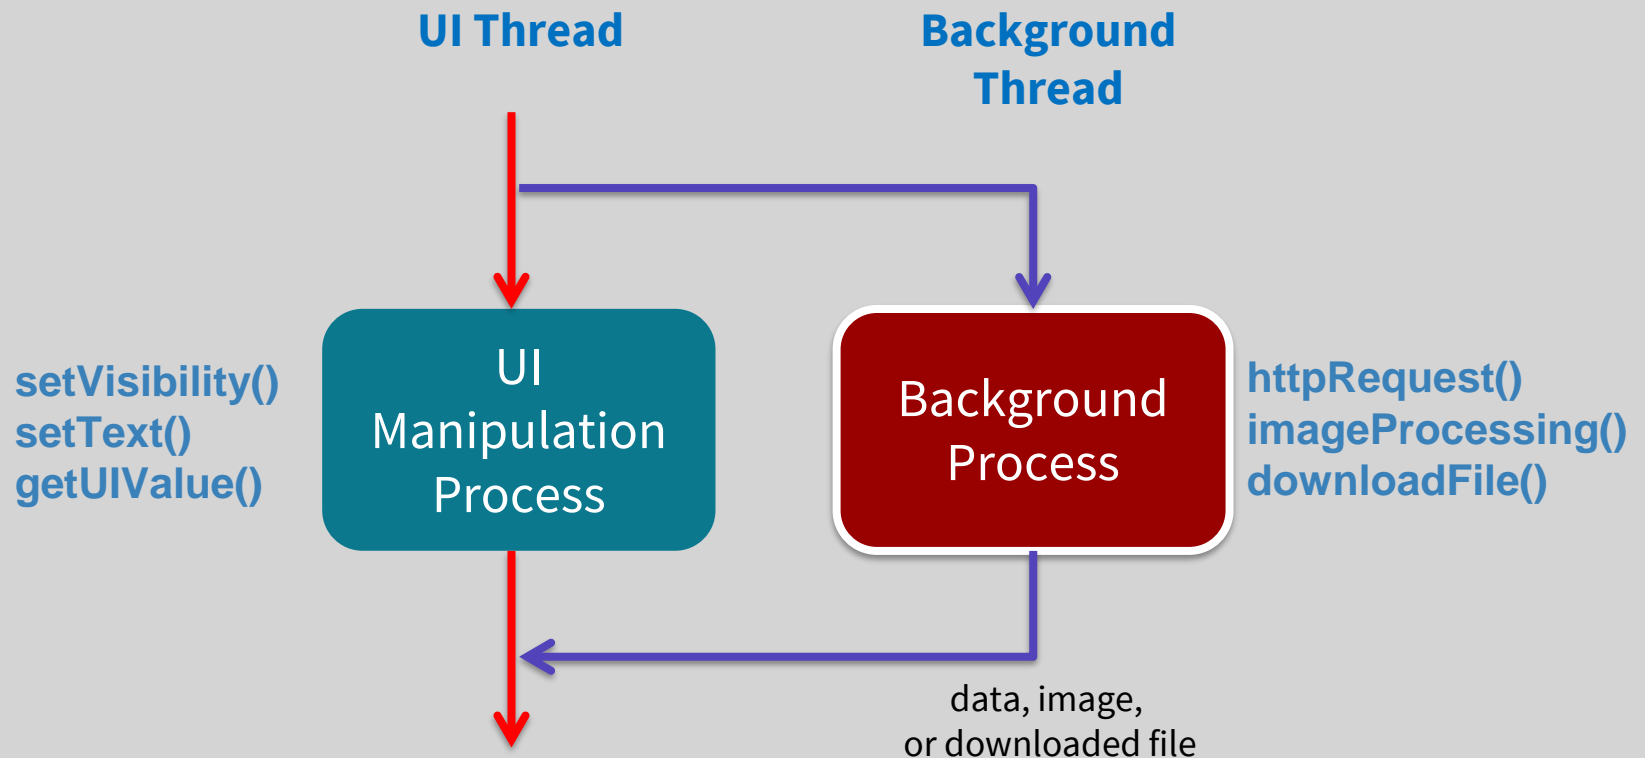 UI Thread
Background
Thread
setVisibility()
setText()
getUIValue()
UI
Manipulation
Process
Background
Process
httpRequest()
imageProcessing()
downloadFile()
data, image,
or downloaded file